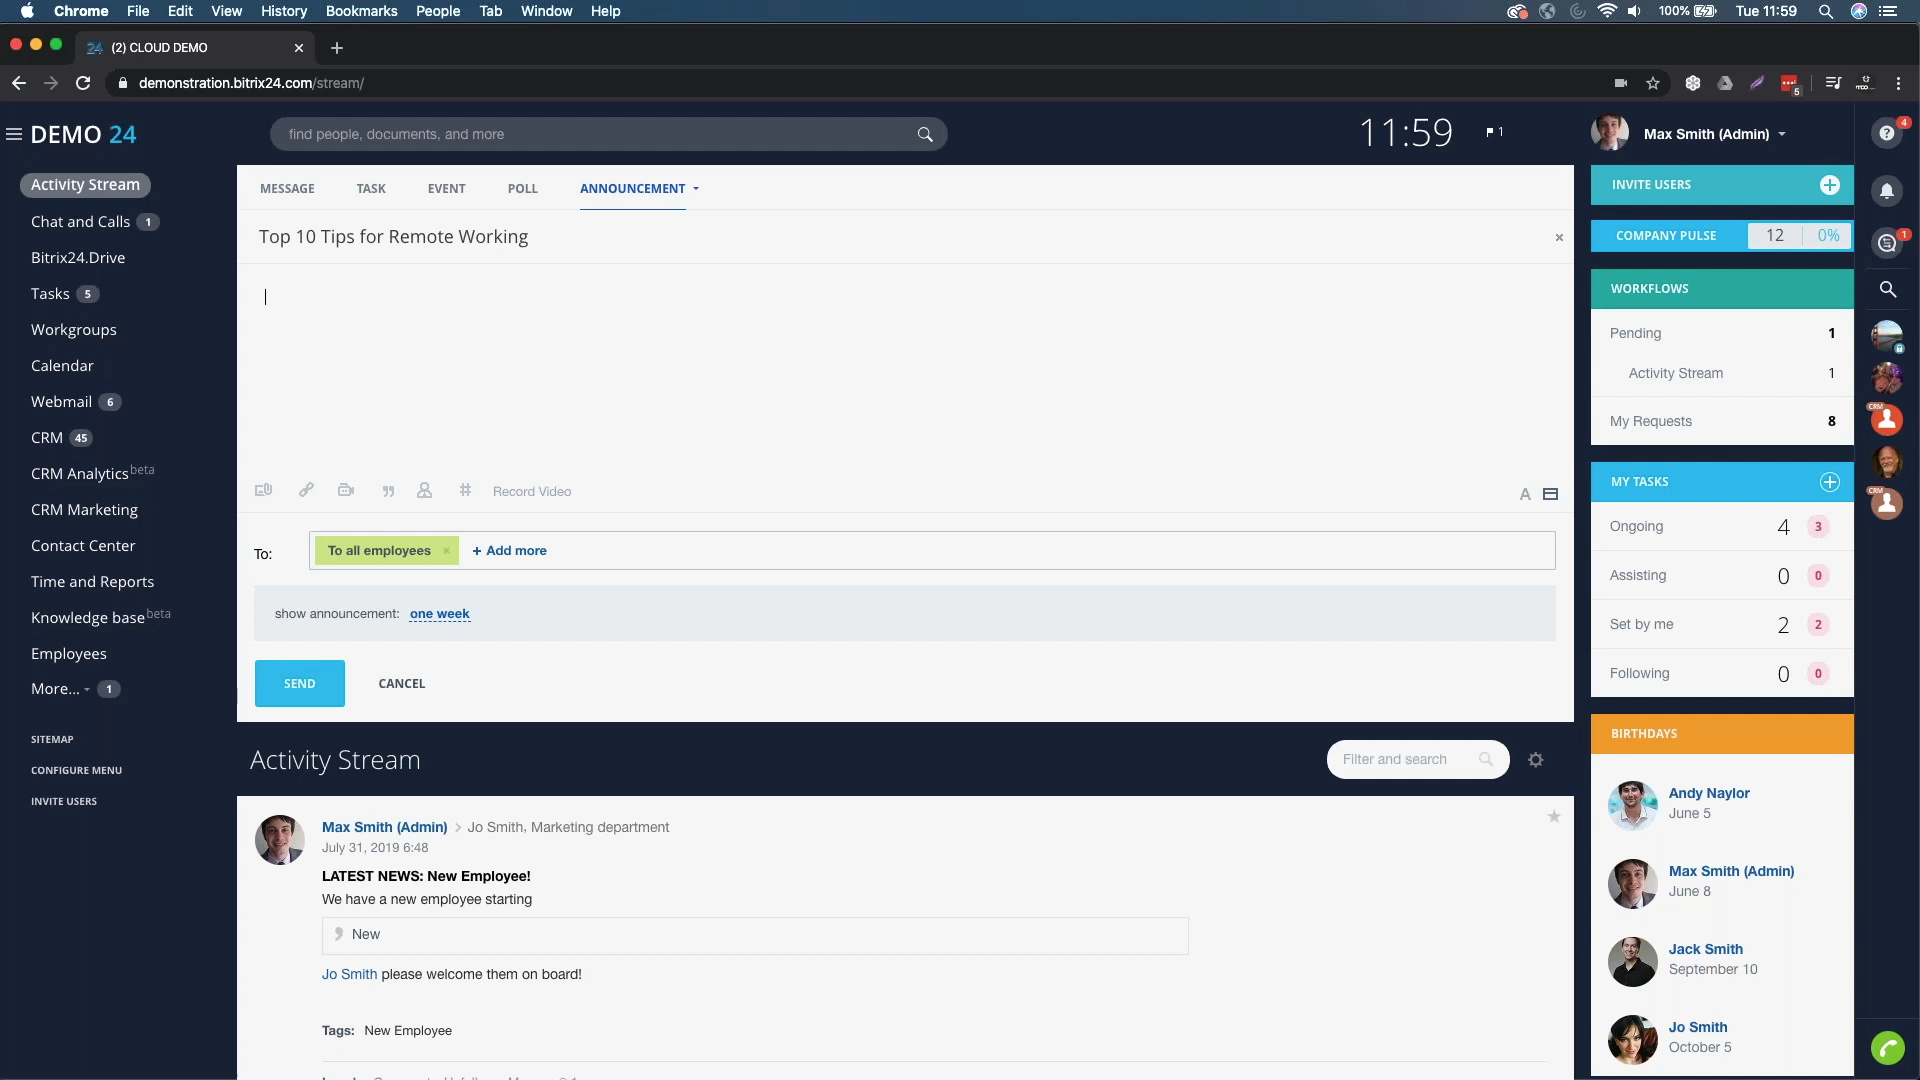 Chrome File Edit View History Bookmarks People Tab Window Help 100% Tue 11:59
24 (2) CLOUD DEMO
demonstration.bitrix24.com/stream/ 5
DEMO 24 find people, documents, and more 11:59 1 Max Smith (Admin) 4
Activity Stream
Chat and Calls 1
Bitrix24.Drive
Tasks 5
Workgroups
Calendar
Webmail 6
CRM 45
CRM Analytics beta
CRM Marketing
Contact Center
Time and Reports
Knowledge base beta
Employees
More... 1
SITEMAP
CONFIGURE MENU
INVITE USERS
MESSAGE TASK EVENT POLL ANNOUNCEMENT
Top 10 Tips for Remote Working
Record Video A
To: To all employees × + Add more
show announcement: one week
SEND CANCEL
Activity Stream Filter and search
Max Smith (Admin) > Jo Smith, Marketing department
July 31, 2019 6:48
LATEST NEWS: New Employee!
We have a new employee starting
New
Jo Smith please welcome them on board!
Tags: New Employee
INVITE USERS
COMPANY PULSE 12 0%
WORKFLOWS
Pending 1
Activity Stream 1
My Requests 8
MY TASKS
Ongoing 4 3
Assisting 0 0
Set by me 2 2
Following 0 0
BIRTHDAYS
Andy Naylor
June 5
Max Smith (Admin)
June 8
Jack Smith
September 10
Jo Smith
October 5
1
CRM
CRM